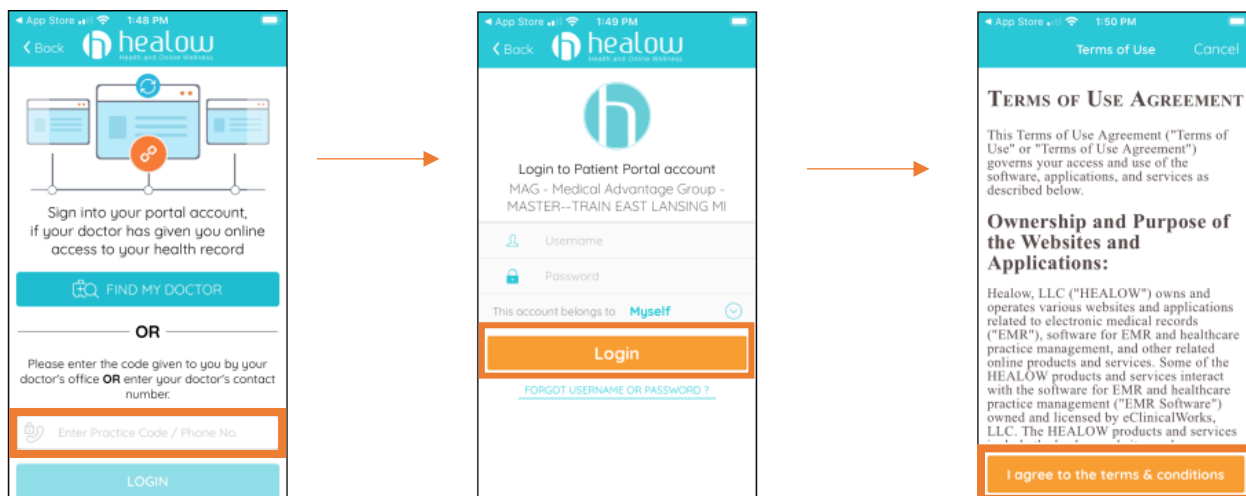 App Store 1:48 PM
Back healow
Health and Online Wellness
Sign into your portal account,
if your doctor has given you online
access to your health record
FIND MY DOCTOR
OR
Please enter the code given to you by your
doctor's office OR enter your doctor's contact
number.
Enter Practice Code / Phone No.
LOGIN
App Store 1:49 PM
Back healow
Health and Online Wellness
Login to Patient Portal account
MAG - Medical Advantage Group -
MASTER--TRAIN EAST LANSING MI
Username
Password
This account belongs to Myself
Login
FORGOT USERNAME OR PASSWORD ?
App Store 1:50 PM
Terms of Use Cancel
TERMS OF USE AGREEMENT
This Terms of Use Agreement ("Terms of
Use" or "Terms of Use Agreement")
governs your access and use of the
software, applications, and services as
described below.
Ownership and Purpose of
the Websites and
Applications:
Healow, LLC ("HEALOW") owns and
operates various websites and applications
related to electronic medical records
("EMR"), software for EMR and healthcare
practice management, and other related
online products and services. Some of the
HEALOW products and services interact
with the software for EMR and healthcare
practice management ("EMR Software")
owned and licensed by eClinicalWorks,
LLC. The HEALOW products and services
I agree to the terms & conditions